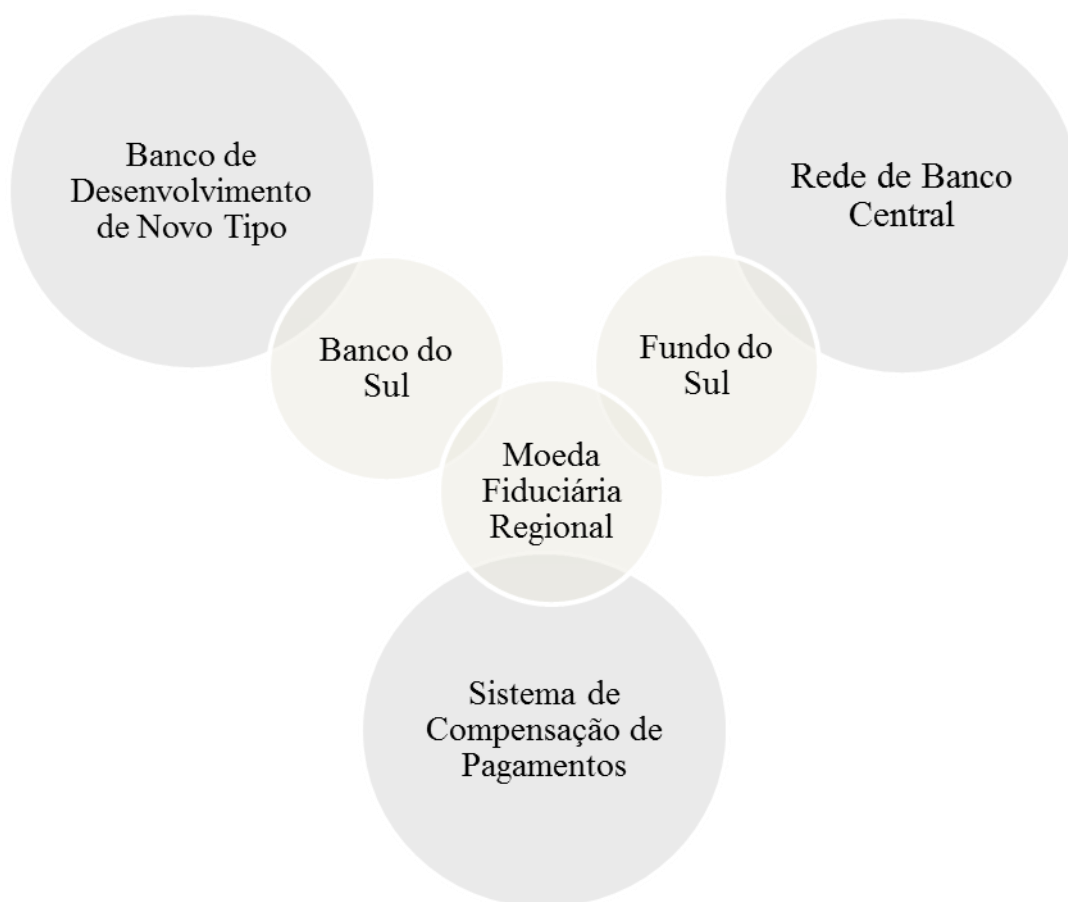 Banco de
Desenvolvimento
de Novo Tipo
Rede de Banco
Central
Banco do
Sul
Fundo do
Sul
Moeda
Fiduciária
Regional
Sistema de
Compensação de
Pagamentos